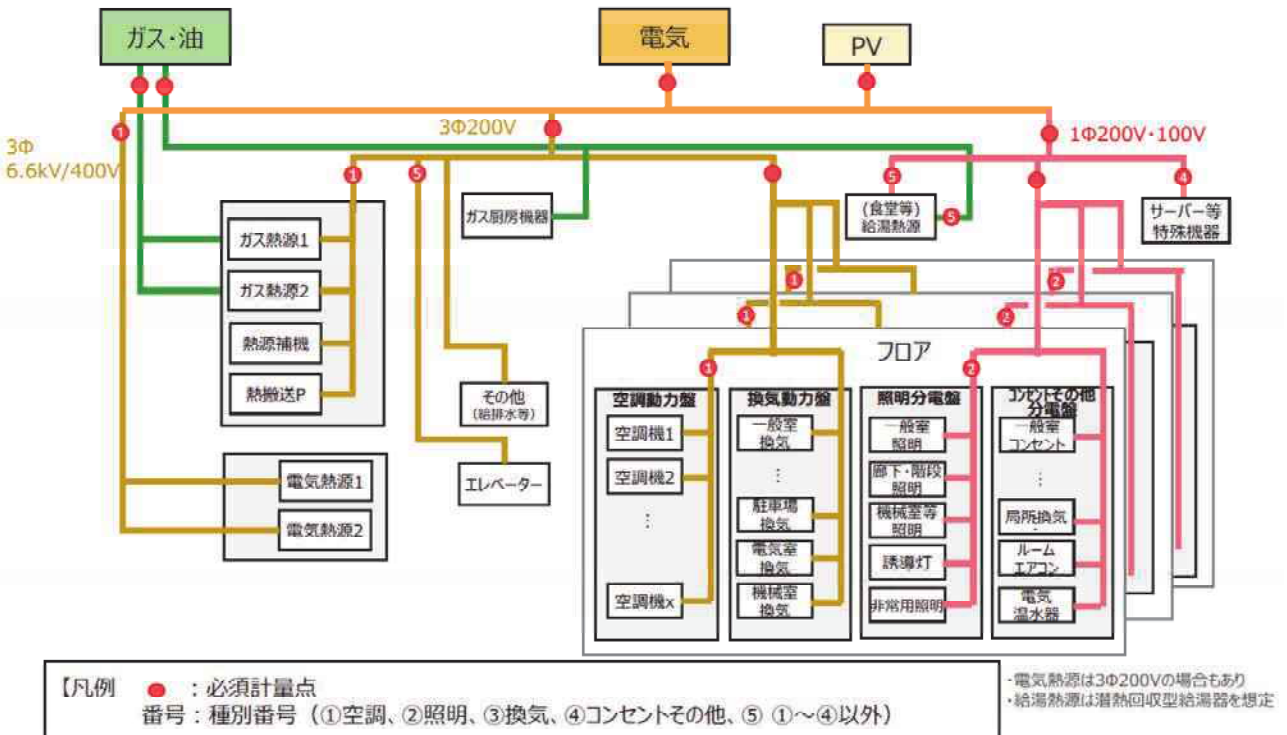 ガス・油
電気
PV
3Φ
6.6kV/400V
①
3Φ200V
1Φ200V・100V
①
⑤
⑤
④
ガス厨房機器
(食堂等)
給湯熱源
⑤
サーバー等
特殊機器
ガス熱源1
ガス熱源2
熱源補機
熱搬送P
その他
(給排水等)
エレベーター
電気熱源1
電気熱源2
①
②
①
②
フロア
①
②
空調動力盤
空調機1
空調機2
⋮
空調機x
換気動力盤
一般室
換気
⋮
駐車場
換気
電気室
換気
機械室
換気
照明分電盤
一般室
照明
廊下・階段
照明
機械室等
照明
誘導灯
非常用照明
コンセントその他
分電盤
一般室
コンセント
⋮
局所換気
ルーム
エアコン
電気
温水器
【凡例 ●:必須計量点
番号:種別番号(①空調、②照明、③換気、④コンセントその他、⑤ ①~④以外)
・電気熱源は3Φ200Vの場合もあり
・給湯熱源は潜熱回収型給湯器を想定